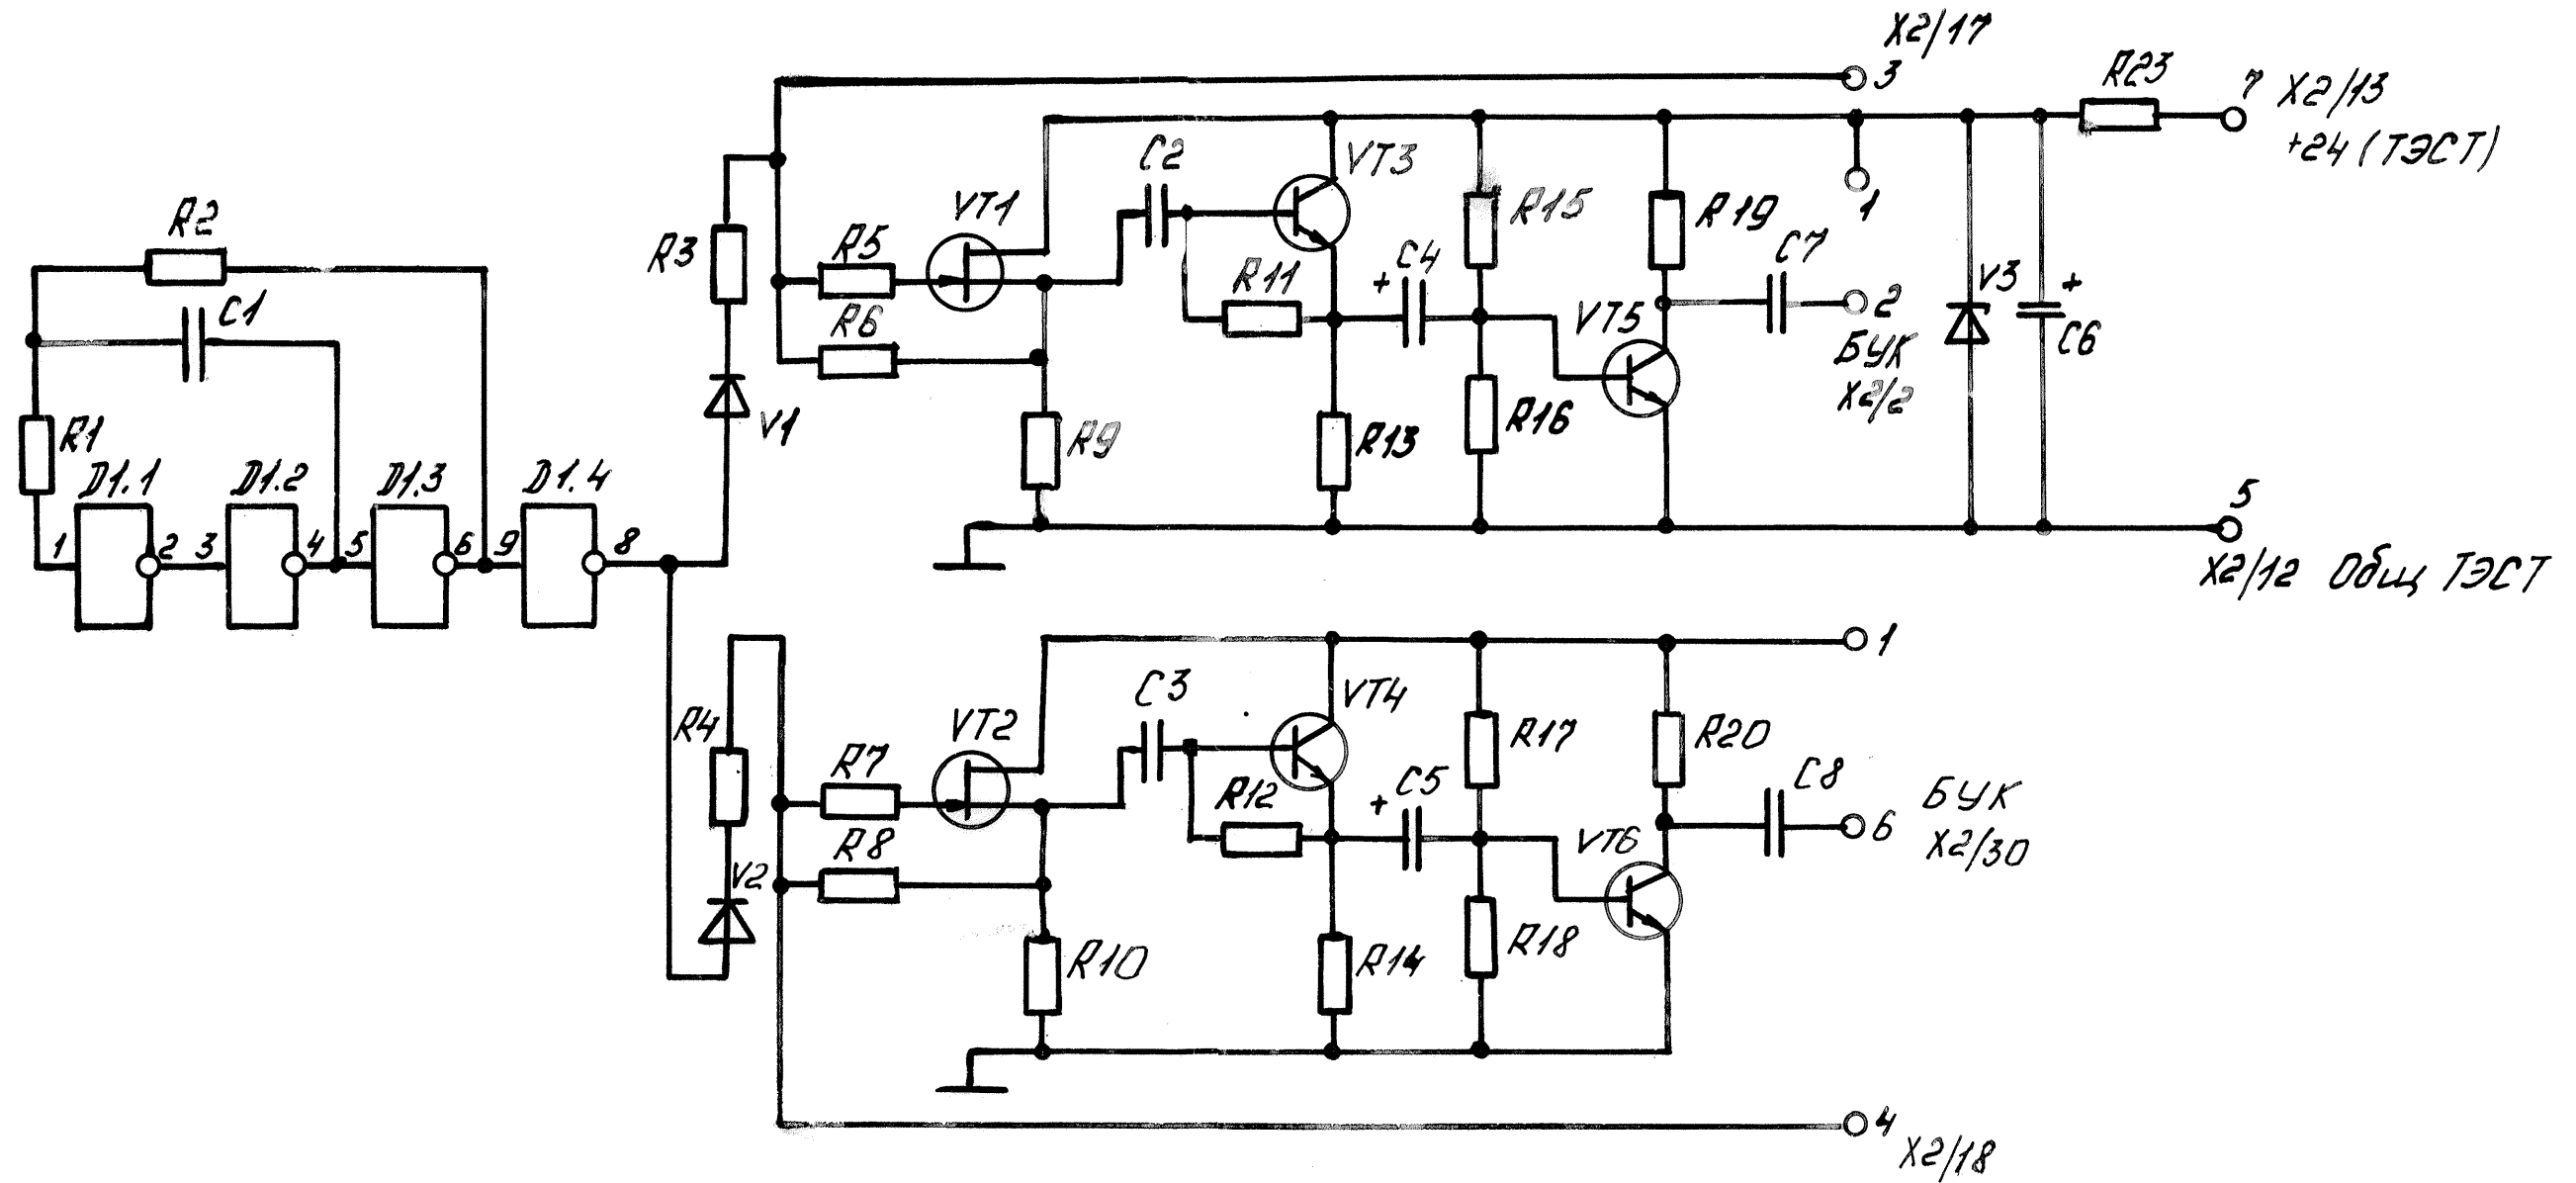 X2/17
3
R23
7 X2/13
+24 (ТЭСТ)
C2
VT3
R2
VT1
R15
R19
1
R3
R5
R11
+ C4
C7
C1
R6
VT5
2
V3
+
БУК
C6
X2/2
R1
V1
R9
R13
R16
D1.1
D1.2
D1.3
D1.4
5
1
2
3
4
5
6
9
8
X2/12 Общ ТЭСТ
1
C3
VT4
R4
VT2
R17
R20
R7
R12
+ C5
C8
БУК
6
V2
R8
VT6
X2/30
R10
R14
R18
4
X2/18